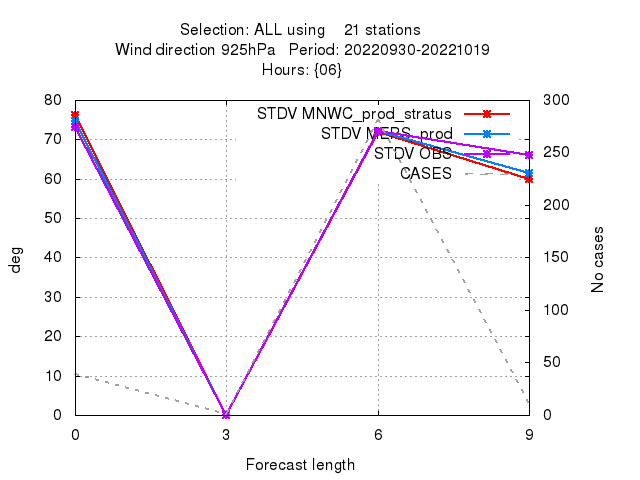 Selection: ALL using 21 stations
Wind direction 925hPa Period: 20220930-20221019
Hours: {06}
STDV MNWC_prod_stratus
STDV MEPS_prod
STDV OBS
CASES
80
70
60
50
40
30
20
10
0
deg
300
250
200
150
100
50
0
No cases
0 3 6 9
Forecast length